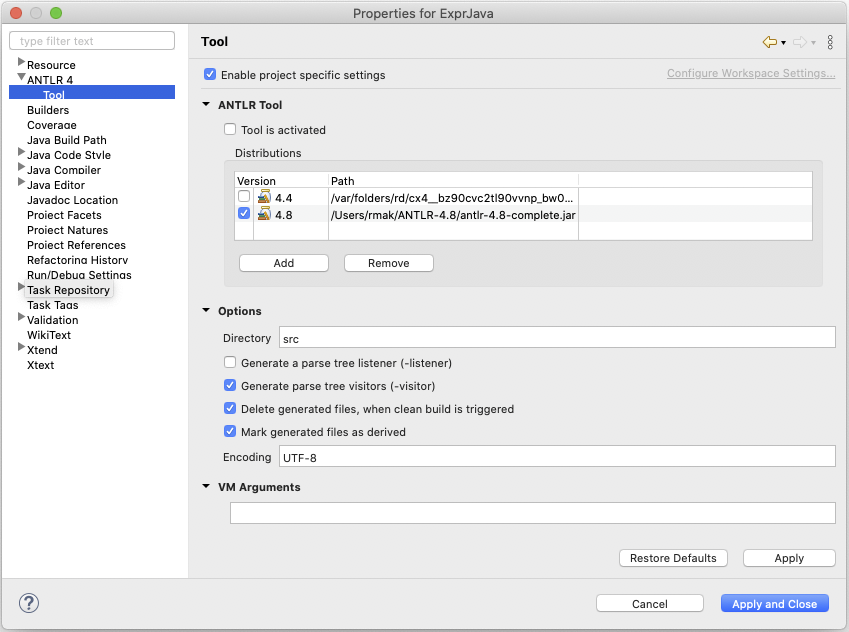 Properties for ExprJava
type filter text
Resource
ANTLR 4
Tool
Builders
Coverage
Java Build Path
Java Code Style
Java Compiler
Java Editor
Javadoc Location
Project Facets
Project Natures
Project References
Refactoring History
Run/Debug Settings
Task Repository
Task Tags
Validation
WikiText
Xtend
Xtext
Tool
Enable project specific settings
Configure Workspace Settings...
ANTLR Tool
Tool is activated
Distributions
Version Path
4.4 /var/folders/rd/cx4__bz90cvc2tl90vvnp_bw0...
4.8 /Users/rmak/ANTLR-4.8/antlr-4.8-complete.jar
Add Remove
Options
Directory src
Generate a parse tree listener (-listener)
Generate parse tree visitors (-visitor)
Delete generated files, when clean build is triggered
Mark generated files as derived
Encoding UTF-8
VM Arguments
Restore Defaults Apply
? Cancel Apply and Close